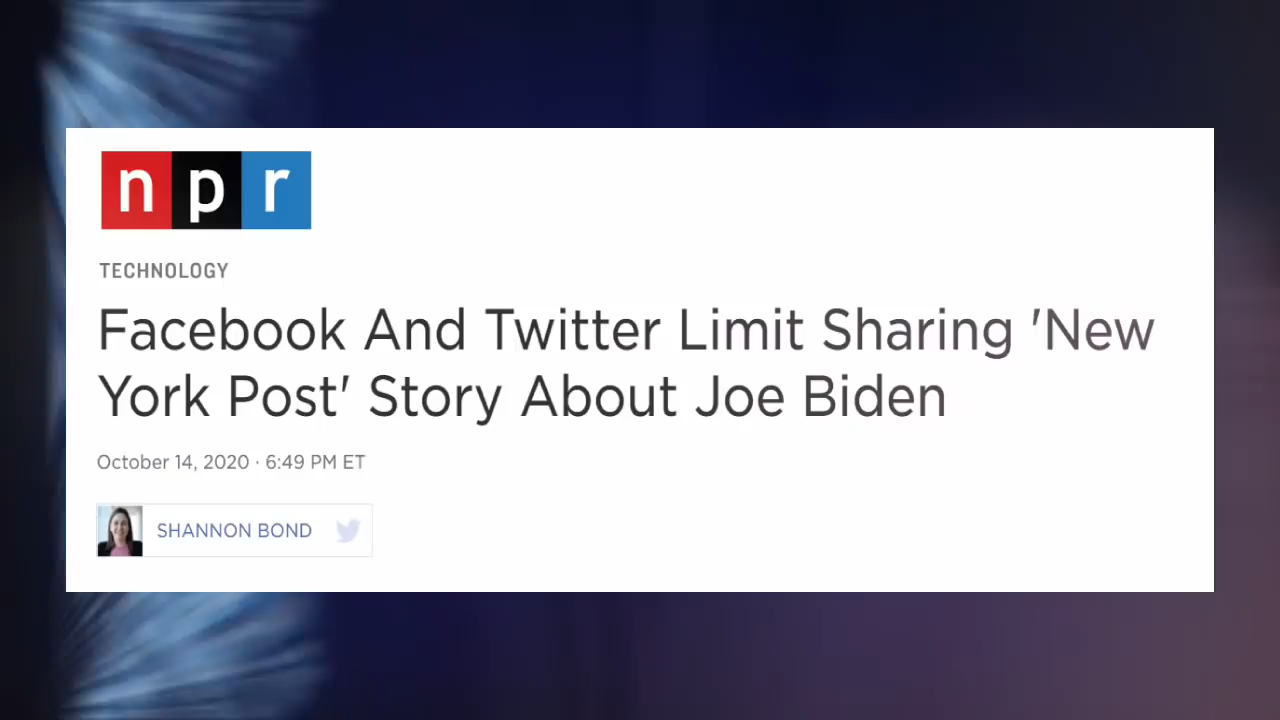 npr
TECHNOLOGY
Facebook And Twitter Limit Sharing 'New
York Post' Story About Joe Biden
October 14, 2020 · 6:49 PM ET
SHANNON BOND